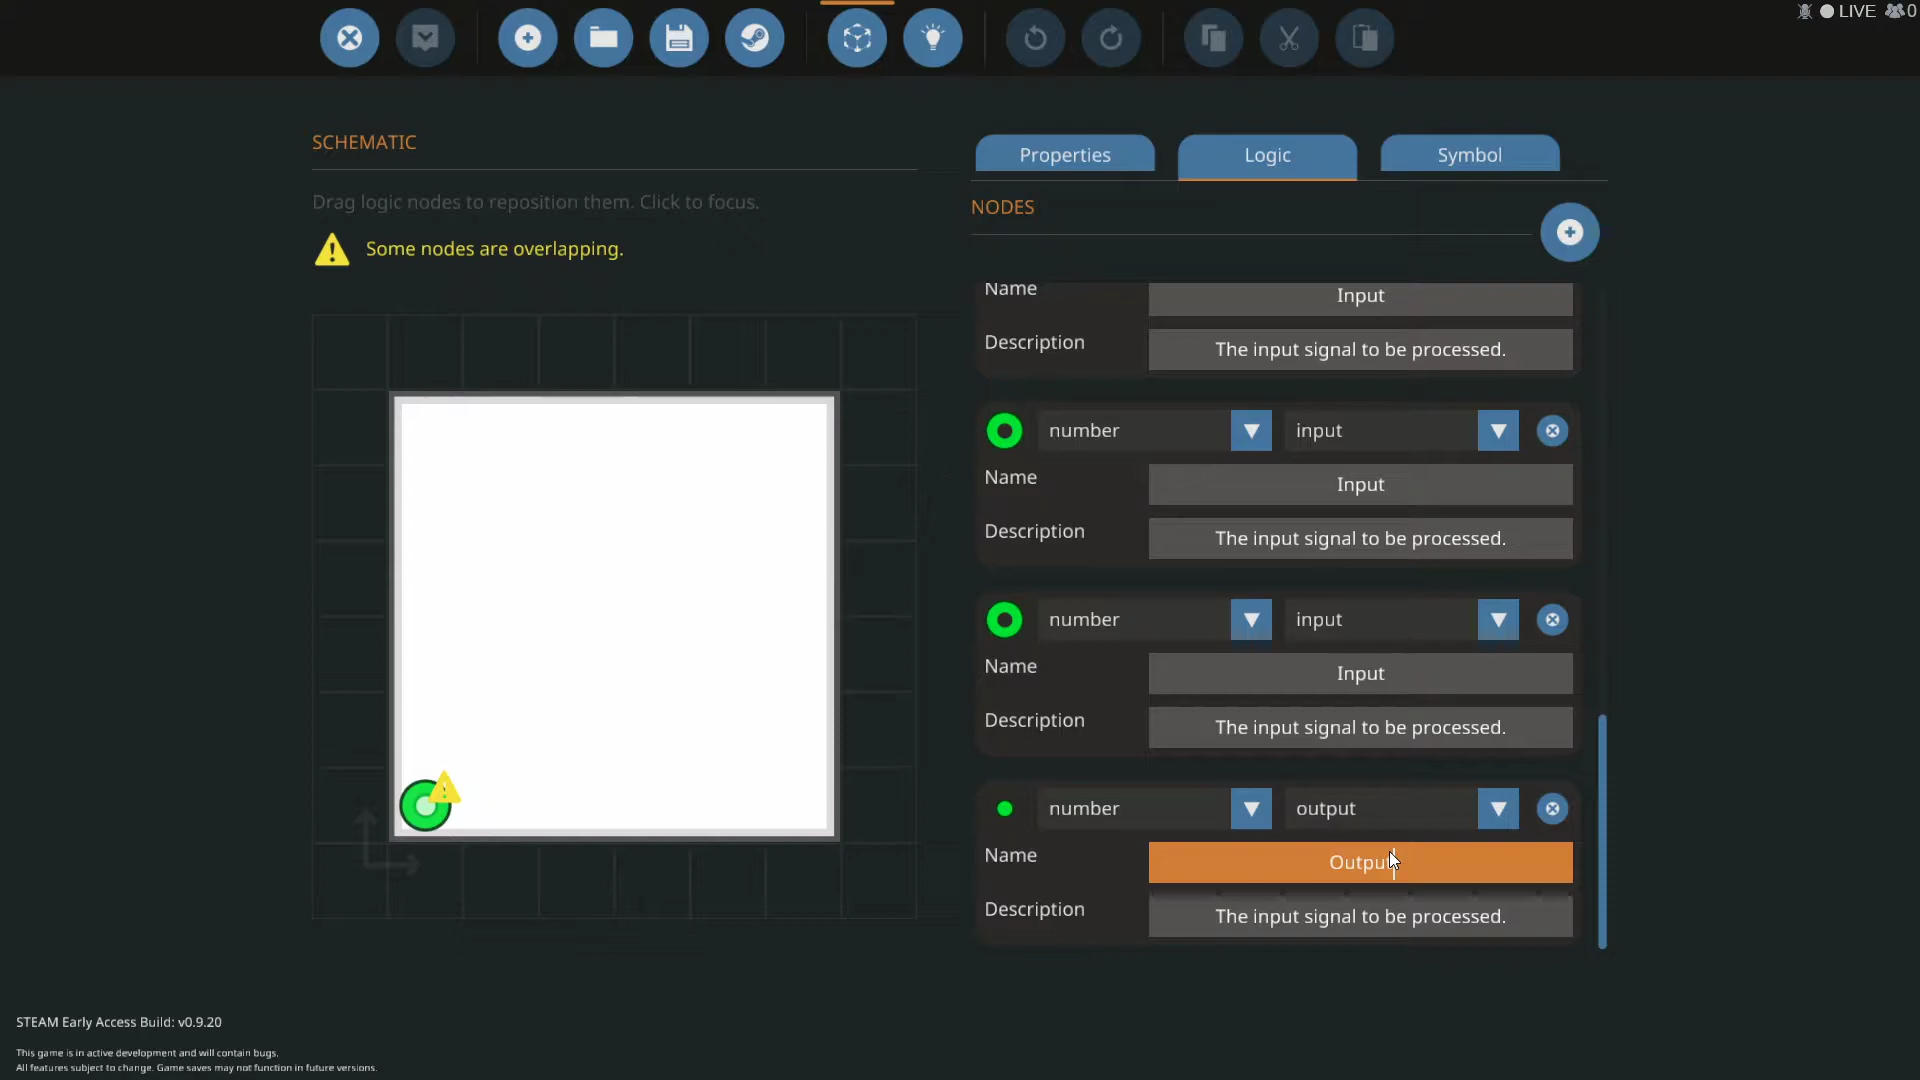 LIVE 0
SCHEMATIC
Drag logic nodes to reposition them. Click to focus.
Some nodes are overlapping.
Properties
Logic
Symbol
NODES
Name
Input
Description
The input signal to be processed.
number
input
Name
Input
Description
The input signal to be processed.
number
input
Name
Input
Description
The input signal to be processed.
number
output
Name
Output
Description
The input signal to be processed.
STEAM Early Access Build: v0.9.20
This game is in active development and will contain bugs.
All features subject to change. Game saves may not function in future versions.